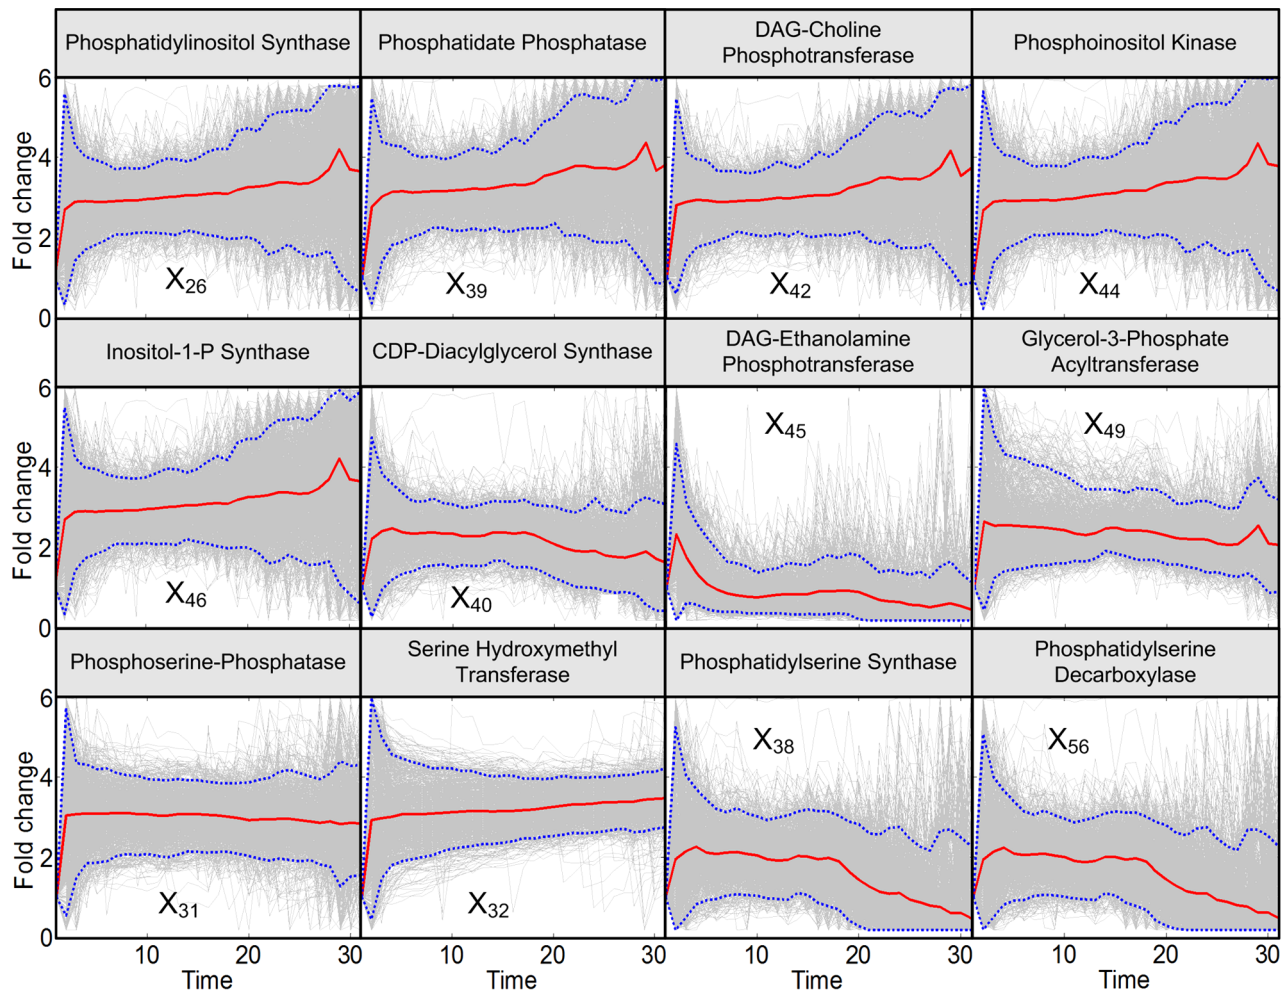 Phosphatidylinositol Synthase
Phosphatidate Phosphatase
DAG-Choline
Phosphotransferase
Phosphoinositol Kinase
Fold change
6
4
2
0
X26
X39
X42
X44
Inositol-1-P Synthase
CDP-Diacylglycerol Synthase
DAG-Ethanolamine
Phosphotransferase
Glycerol-3-Phosphate
Acyltransferase
Fold change
6
4
2
0
X46
X40
X45
X49
Phosphoserine-Phosphatase
Serine Hydroxymethyl
Transferase
Phosphatidylserine Synthase
Phosphatidylserine
Decarboxylase
Fold change
6
4
2
0
X31
X32
X38
X56
10 20 30
10 20 30
10 20 30
10 20 30
Time
Time
Time
Time